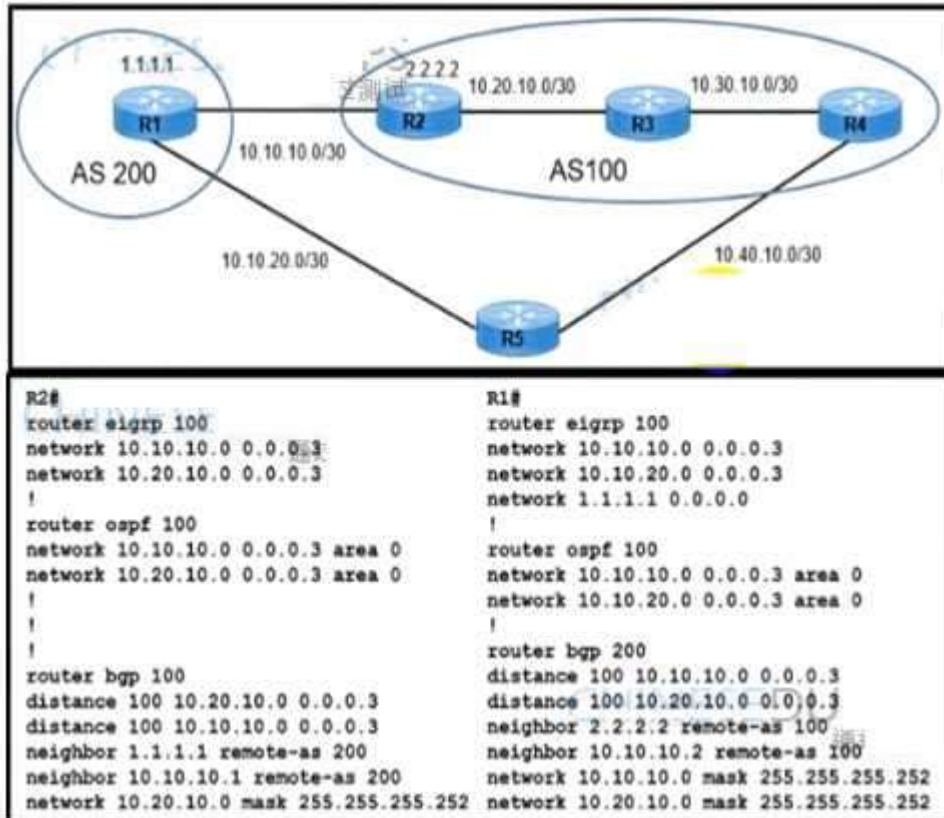 1.1.1.1
2 2 2 2
10.20.10.0/30
10.30.10.0/30
R1
R2
R3
R4
10.10.10.0/30
AS 200
AS100
10.10.20.0/30
10.40.10.0/30
R5
R2#
router eigrp 100
network 10.10.10.0 0.0.0.3
network 10.20.10.0 0.0.0.3
!
router ospf 100
network 10.10.10.0 0.0.0.3 area 0
network 10.20.10.0 0.0.0.3 area 0
!
!
!
router bgp 100
distance 100 10.20.10.0 0.0.0.3
distance 100 10.10.10.0 0.0.0.3
neighbor 1.1.1.1 remote-as 200
neighbor 10.10.10.1 remote-as 200
network 10.20.10.0 mask 255.255.255.252
R1#
router eigrp 100
network 10.10.10.0 0.0.0.3
network 10.10.20.0 0.0.0.3
network 1.1.1.1 0.0.0.0
!
router ospf 100
network 10.10.10.0 0.0.0.3 area 0
network 10.10.20.0 0.0.0.3 area 0
!
router bgp 200
distance 100 10.10.10.0 0.0.0.3
distance 100 10.20.10.0 0.0.0.3
neighbor 2.2.2.2 remote-as 100
neighbor 10.10.10.2 remote-as 100
network 10.10.10.0 mask 255.255.255.252
network 10.20.10.0 mask 255.255.255.252